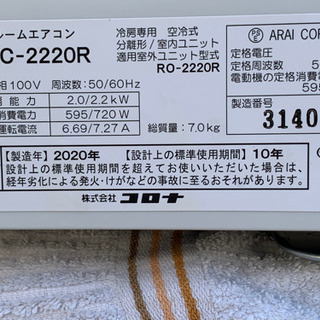 ルームエアコン
C-2220R
冷房専用 空冷式
分離形/室内ユニット
適用室外ユニット型式
RO-2220R
相100V 周波数:50/60Hz
能力 2.0/2.2kW
消費電力 595/720W
運転電流 6.69/7.27A
総質量:7.0kg
PSE ARAI COR
定格電圧
電動機の定格消費
595
製造番号
3140
【製造年】2020年 【設計上の標準使用期間】10年
設計上の標準使用期間を超えてお使いいただいた場合は、
経年劣化による発火・けがなどの事故に至るおそれがあります。
株式会社 コロナ